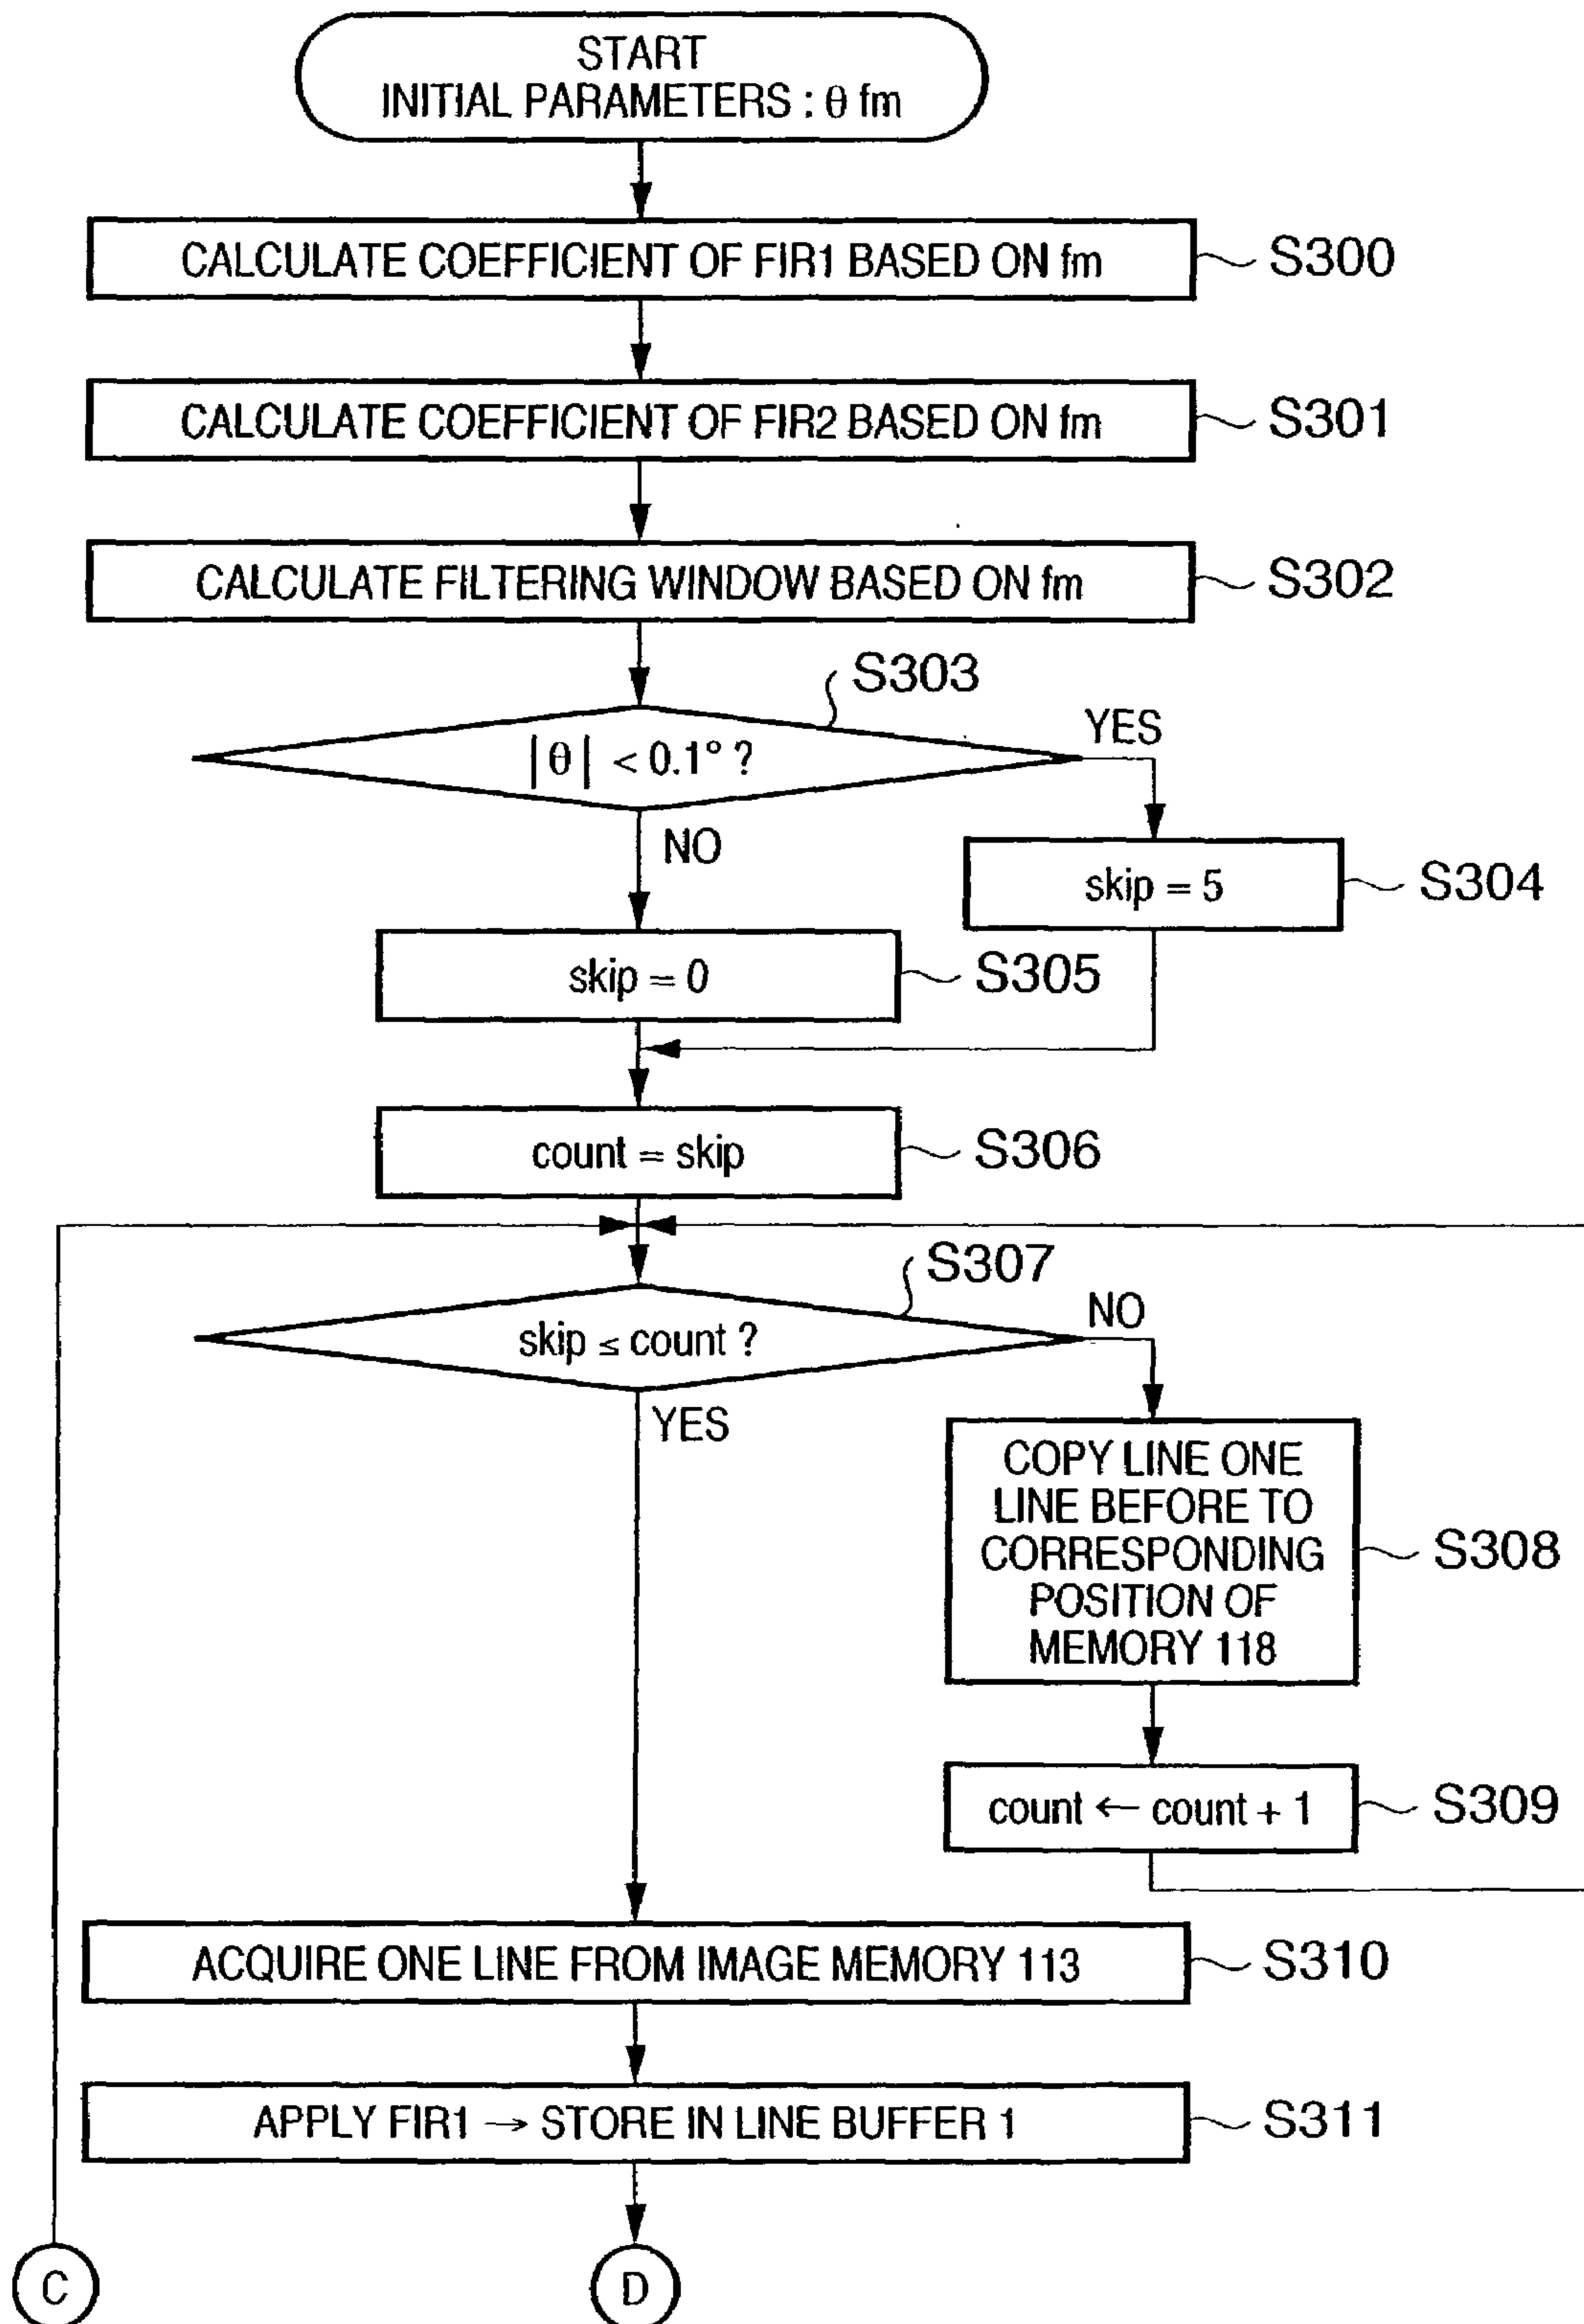 START
INITIAL PARAMETERS : θ fm
CALCULATE COEFFICIENT OF FIR1 BASED ON fm
S300
CALCULATE COEFFICIENT OF FIR2 BASED ON fm
S301
CALCULATE FILTERING WINDOW BASED ON fm
S302
S303
|θ| < 0.1° ?
YES
NO
skip = 5
S304
skip = 0
S305
count = skip
S306
S307
skip ≤ count ?
NO
YES
COPY LINE ONE
LINE BEFORE TO
CORRESPONDING
POSITION OF
MEMORY 118
S308
count ← count + 1
S309
ACQUIRE ONE LINE FROM IMAGE MEMORY 113
S310
APPLY FIR1 → STORE IN LINE BUFFER 1
S311
C
D